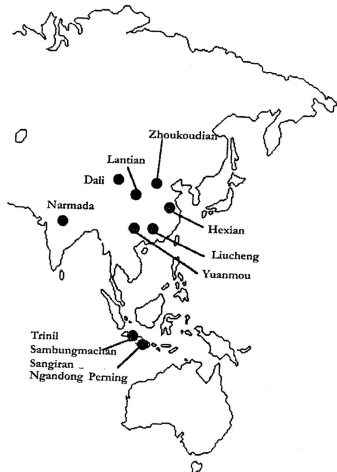 Zhoukoudian
Lantian
Dali
Narmada
Hexian
Liucheng
Yuanmou
Trinil
Sambungmachan
Sangiran
Ngandong Perning